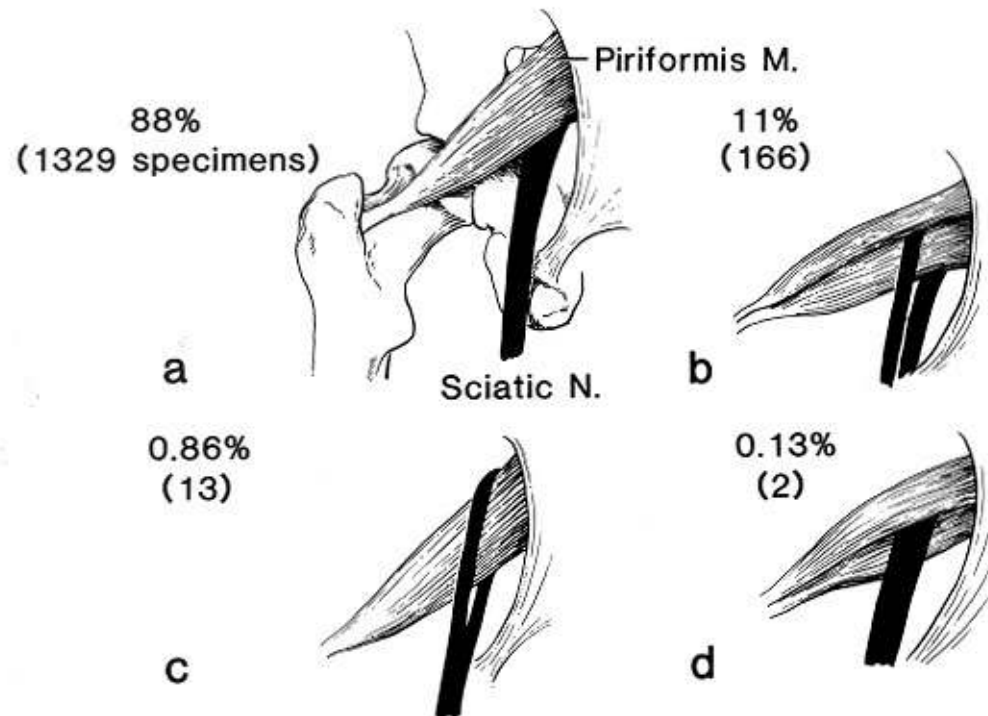 Piriformis M.
88%
(1329 specimens)
11%
(166)
a
Sciatic N.
b
0.86%
(13)
0.13%
(2)
c
d